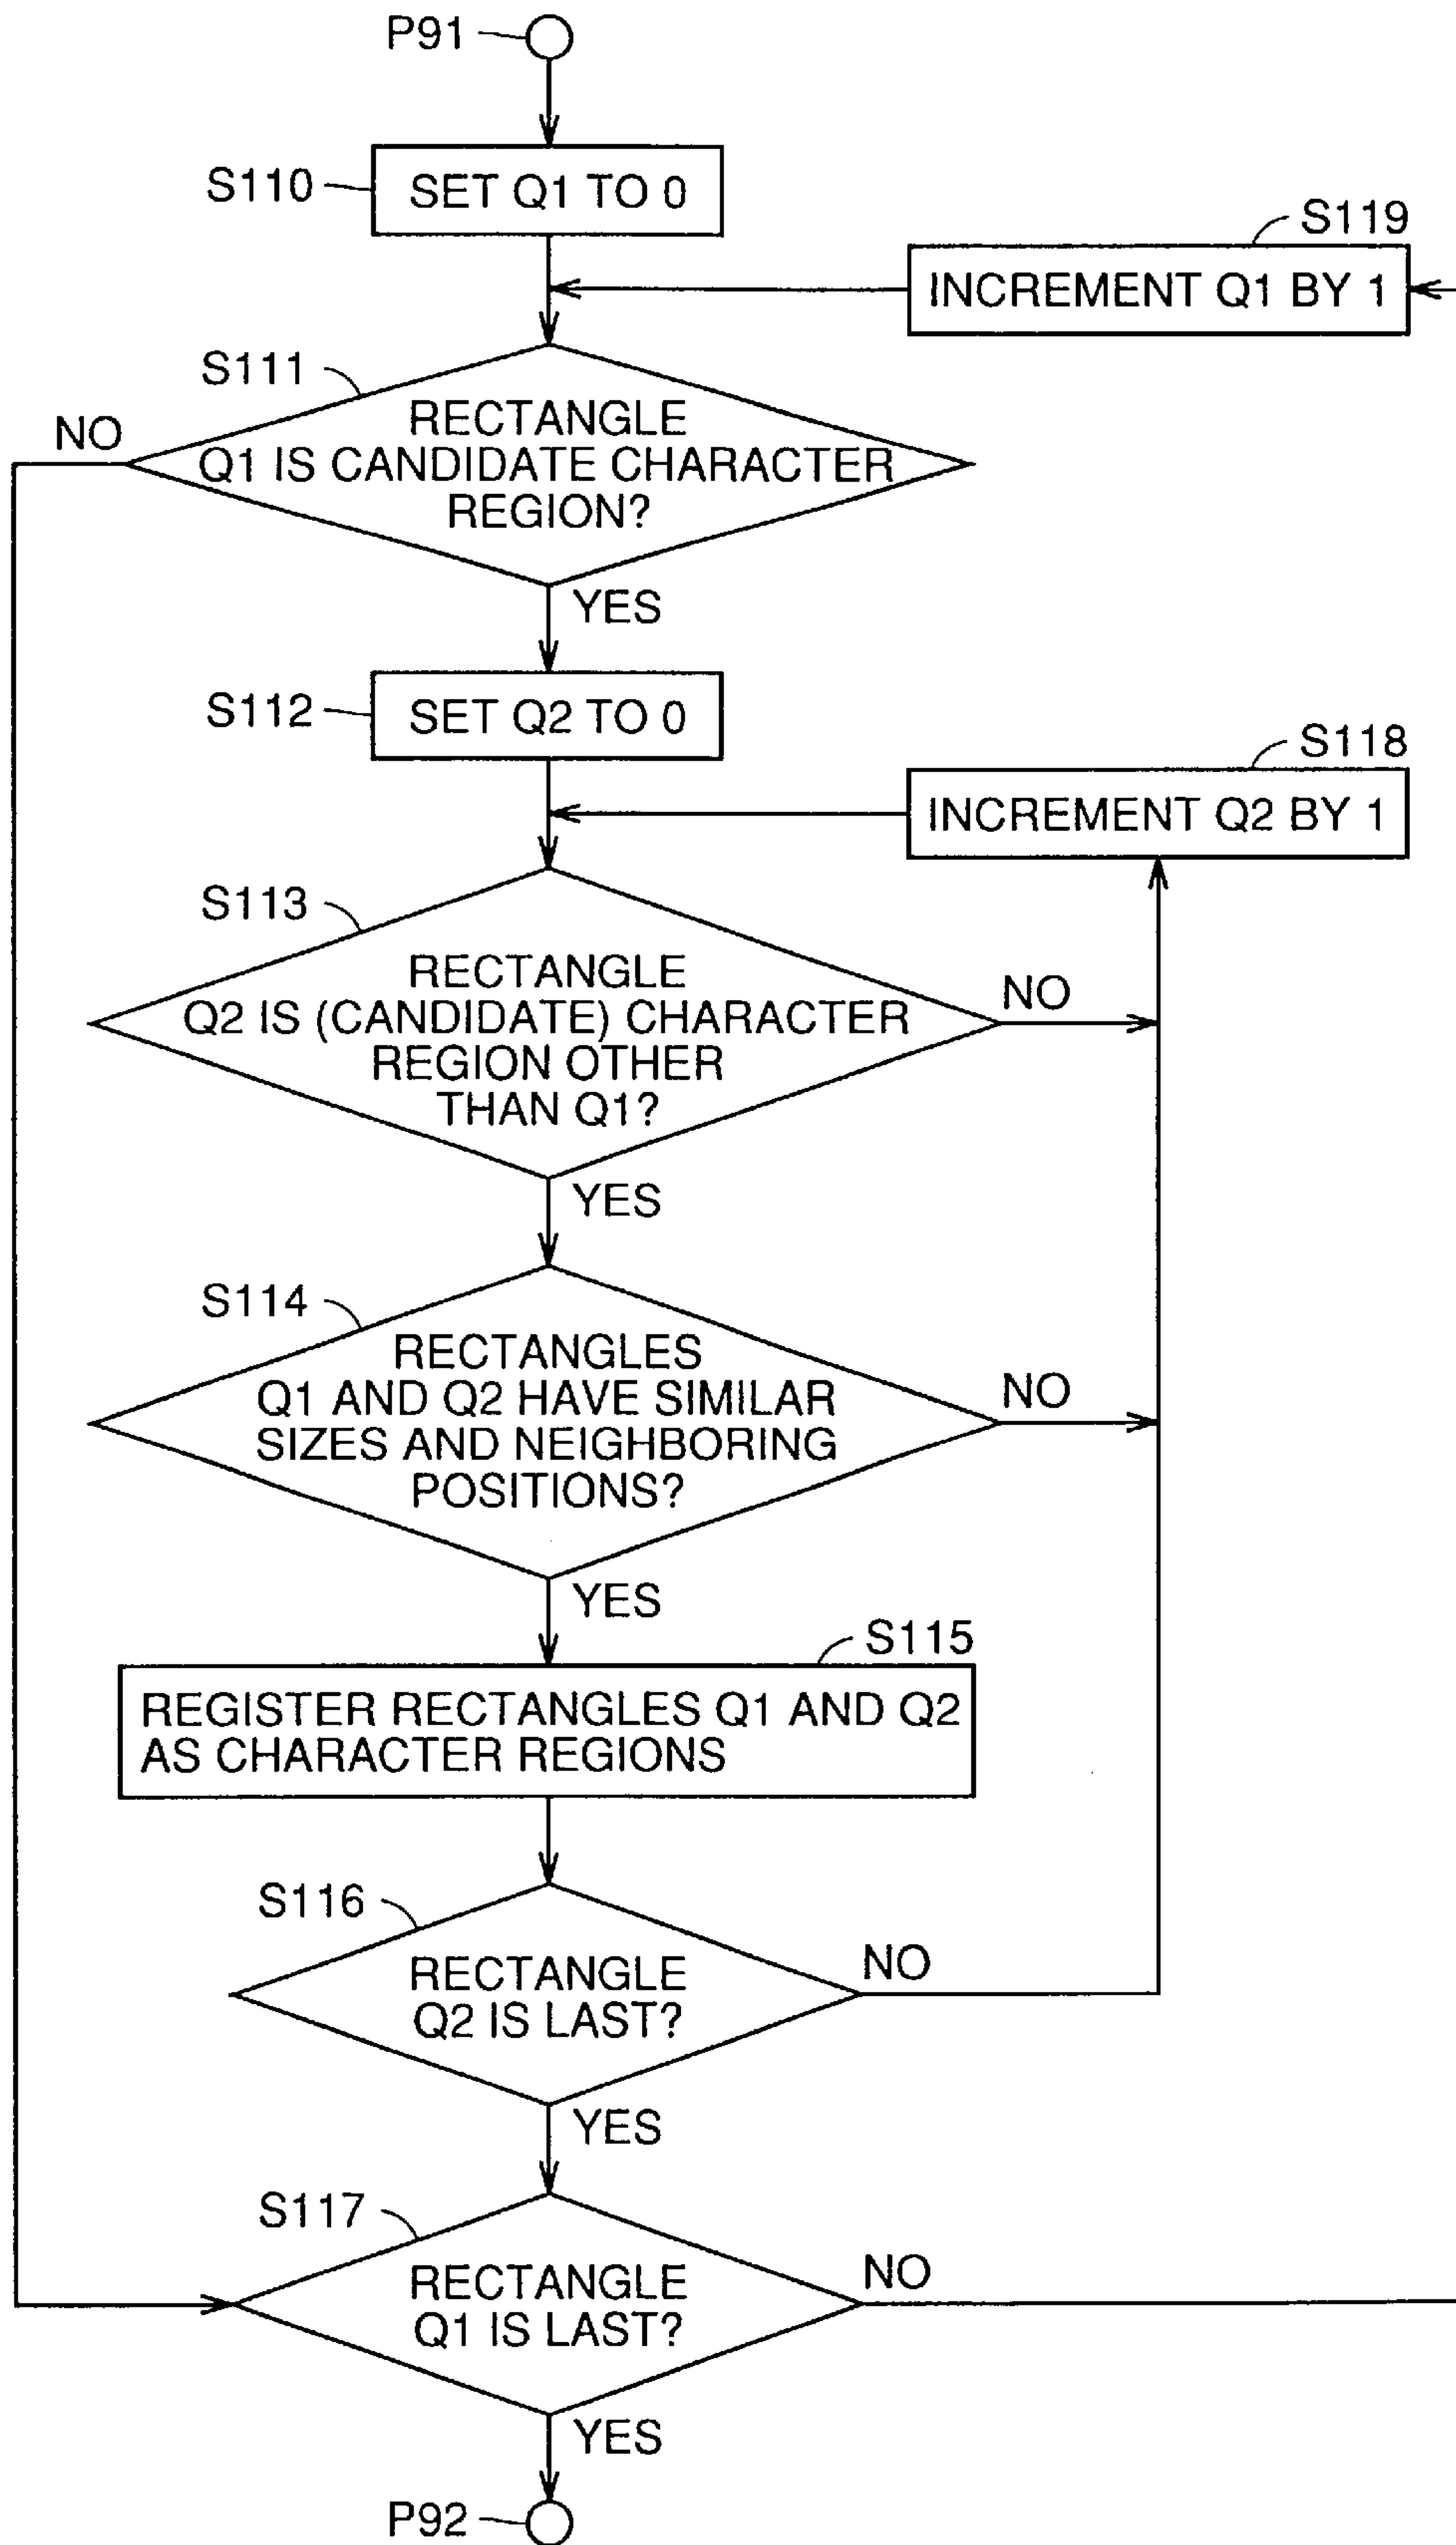 P91
S110
SET Q1 TO 0
S119
INCREMENT Q1 BY 1
S111
NO
RECTANGLE
Q1 IS CANDIDATE CHARACTER
REGION?
YES
S112
SET Q2 TO 0
S118
INCREMENT Q2 BY 1
S113
RECTANGLE
Q2 IS (CANDIDATE) CHARACTER
REGION OTHER
THAN Q1?
NO
YES
S114
RECTANGLES
Q1 AND Q2 HAVE SIMILAR
SIZES AND NEIGHBORING
POSITIONS?
NO
YES
S115
REGISTER RECTANGLES Q1 AND Q2
AS CHARACTER REGIONS
S116
RECTANGLE
Q2 IS LAST?
NO
YES
S117
RECTANGLE
Q1 IS LAST?
NO
YES
P92